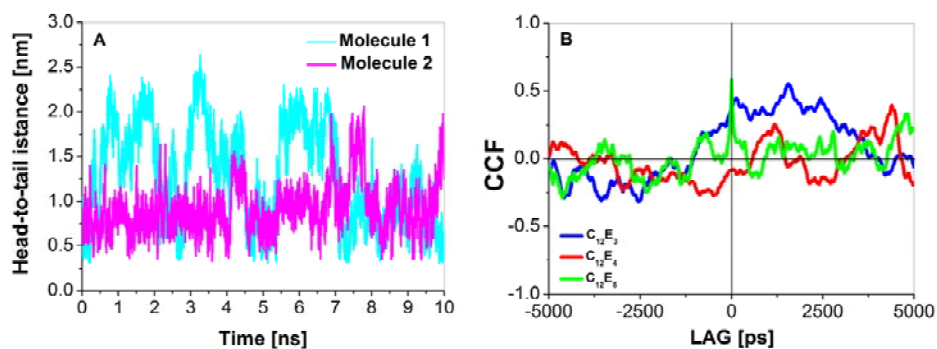 A
Molecule 1
Molecule 2
Head-to-tail istance [nm]
3.0
2.5
2.0
1.5
1.0
0.5
0.0
0 1 2 3 4 5 6 7 8 9 10
Time [ns]
B
CCF
1.0
0.5
0.0
-0.5
-1.0
C12E3
C12E4
C12E6
-5000 -2500 0 2500 5000
LAG [ps]